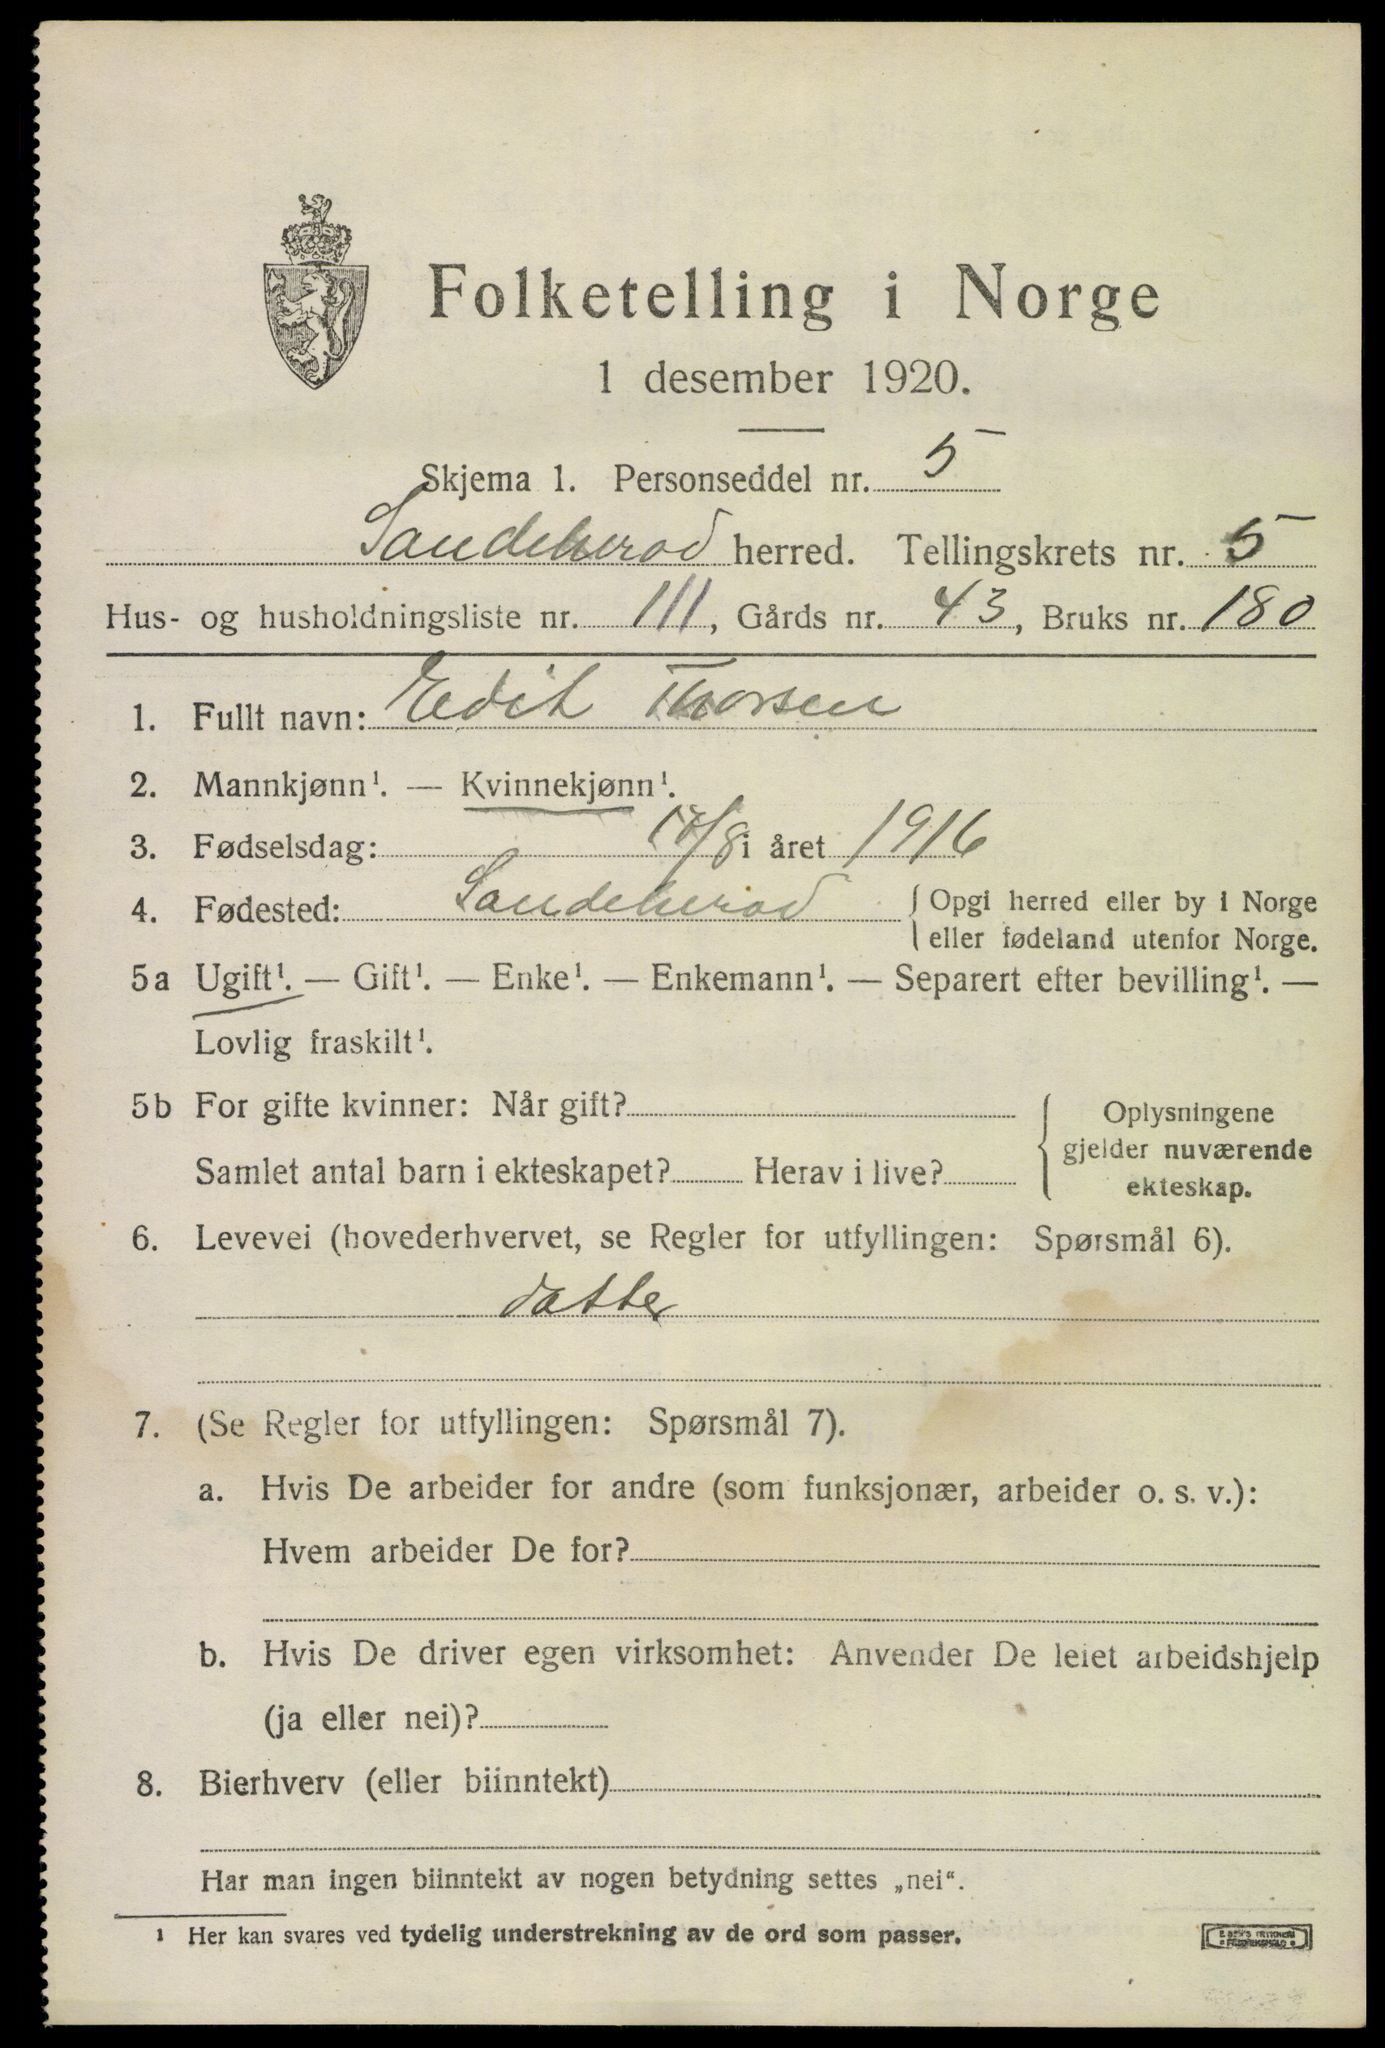 Folketelling i Norge
1 desember 1920.
Skjema 1. Personseddel nr. 5
Sandeherod herred. Tellingskrets nr. 5
Hus- og husholdningsliste nr. 111, Gårds nr. 43, Bruks nr. 180
1. Fullt navn: Edit Thorsen
2. Mannkjønn¹. — Kvinnekjønn¹.
3. Fødselsdag: /8 i året 1916
4. Fødested: Sandeherod { Opgi herred eller by i Norge
eller fødeland utenfor Norge.
5a Ugift¹. — Gift¹. — Enke¹. — Enkemann¹. — Separert efter bevilling¹. —
Lovlig fraskilt¹.
5b For gifte kvinner: Når gift?
Samlet antal barn i ekteskapet? Herav i live?
{ Oplysningene
gjelder nuværende
ekteskap.
6. Levevei (hovederhvervet, se Regler for utfyllingen: Spørsmål 6).
datter
7. (Se Regler for utfyllingen: Spørsmål 7).
a. Hvis De arbeider for andre (som funksjonær, arbeider o. s. v.):
Hvem arbeider De for?
b. Hvis De driver egen virksomhet: Anvender De leiet arbeidshjelp
(ja eller nei)?
8. Bierhverv (eller biinntekt)
Har man ingen biinntekt av nogen betydning settes „nei“.
¹ Her kan svares ved tydelig understrekning av de ord som passer.